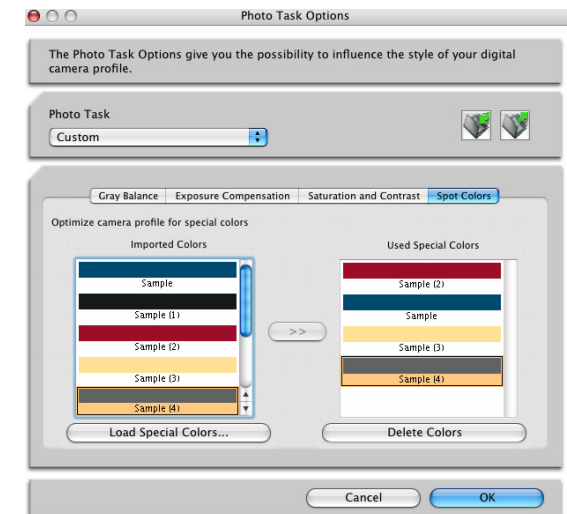 Photo Task Options
The Photo Task Options give you the possibility to influence the style of your digital
camera profile.
Photo Task
Custom
Gray Balance Exposure Compensation Saturation and Contrast Spot Colors
Optimize camera profile for special colors
Imported Colors
Sample
Sample (1)
Sample (2)
Sample (3)
Sample (4)
Load Special Colors...
>>
Used Special Colors
Sample (2)
Sample
Sample (3)
Sample (4)
Delete Colors
Cancel OK